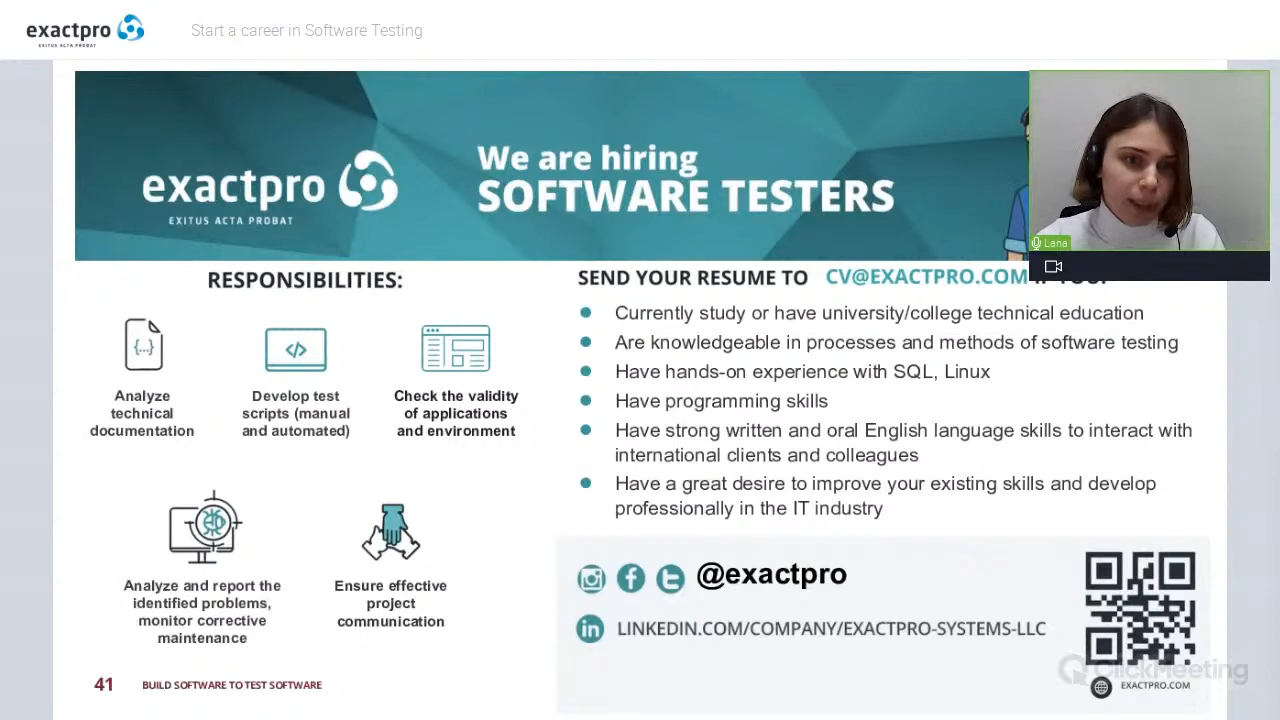 exactpro
EXITUS ACTA PROBAT
Start a career in Software Testing
exactpro
EXITUS ACTA PROBAT
We are hiring
SOFTWARE TESTERS
Lana
RESPONSIBILITIES:
{...}
Analyze
technical
documentation
</>
Develop test
scripts (manual
and automated)
Check the validity
of applications
and environment
Analyze and report the
identified problems,
monitor corrective
maintenance
Ensure effective
project
communication
SEND YOUR RESUME TO CV@EXACTPRO.COM IF YOU:
Currently study or have university/college technical education
Are knowledgeable in processes and methods of software testing
Have hands-on experience with SQL, Linux
Have programming skills
Have strong written and oral English language skills to interact with
international clients and colleagues
Have a great desire to improve your existing skills and develop
professionally in the IT industry
@exactpro
LINKEDIN.COM/COMPANY/EXACTPRO-SYSTEMS-LLC
ClickMeeting
EXACTPRO.COM
41 BUILD SOFTWARE TO TEST SOFTWARE